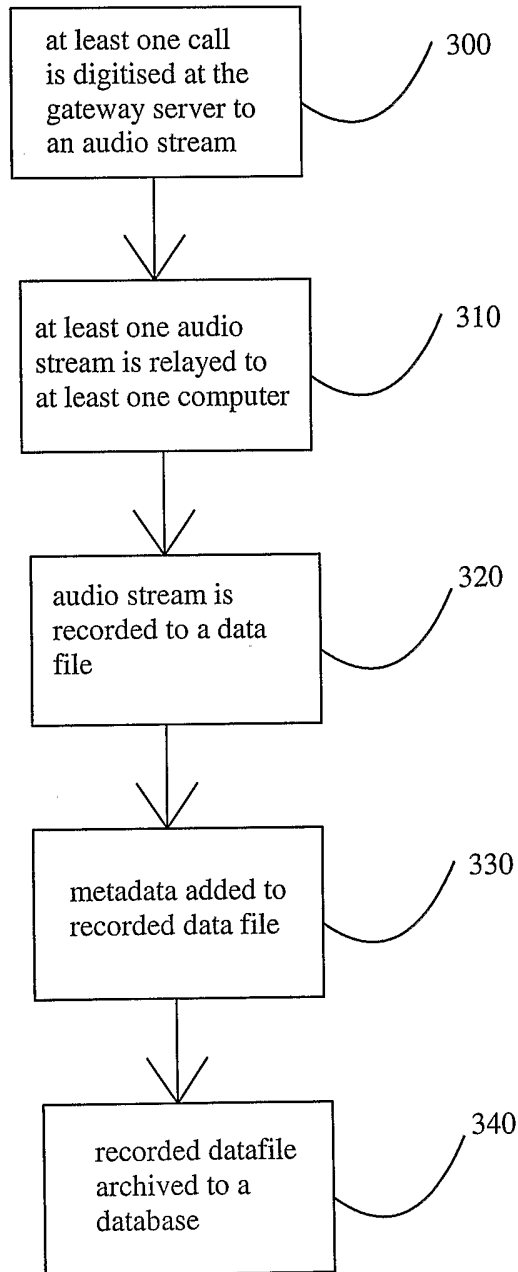 at least one call
is digitised at the
gateway server to
an audio stream
300
at least one audio
stream is relayed to
at least one computer
310
audio stream is
recorded to a data
file
320
metadata added to
recorded data file
330
recorded datafile
archived to a
database
340